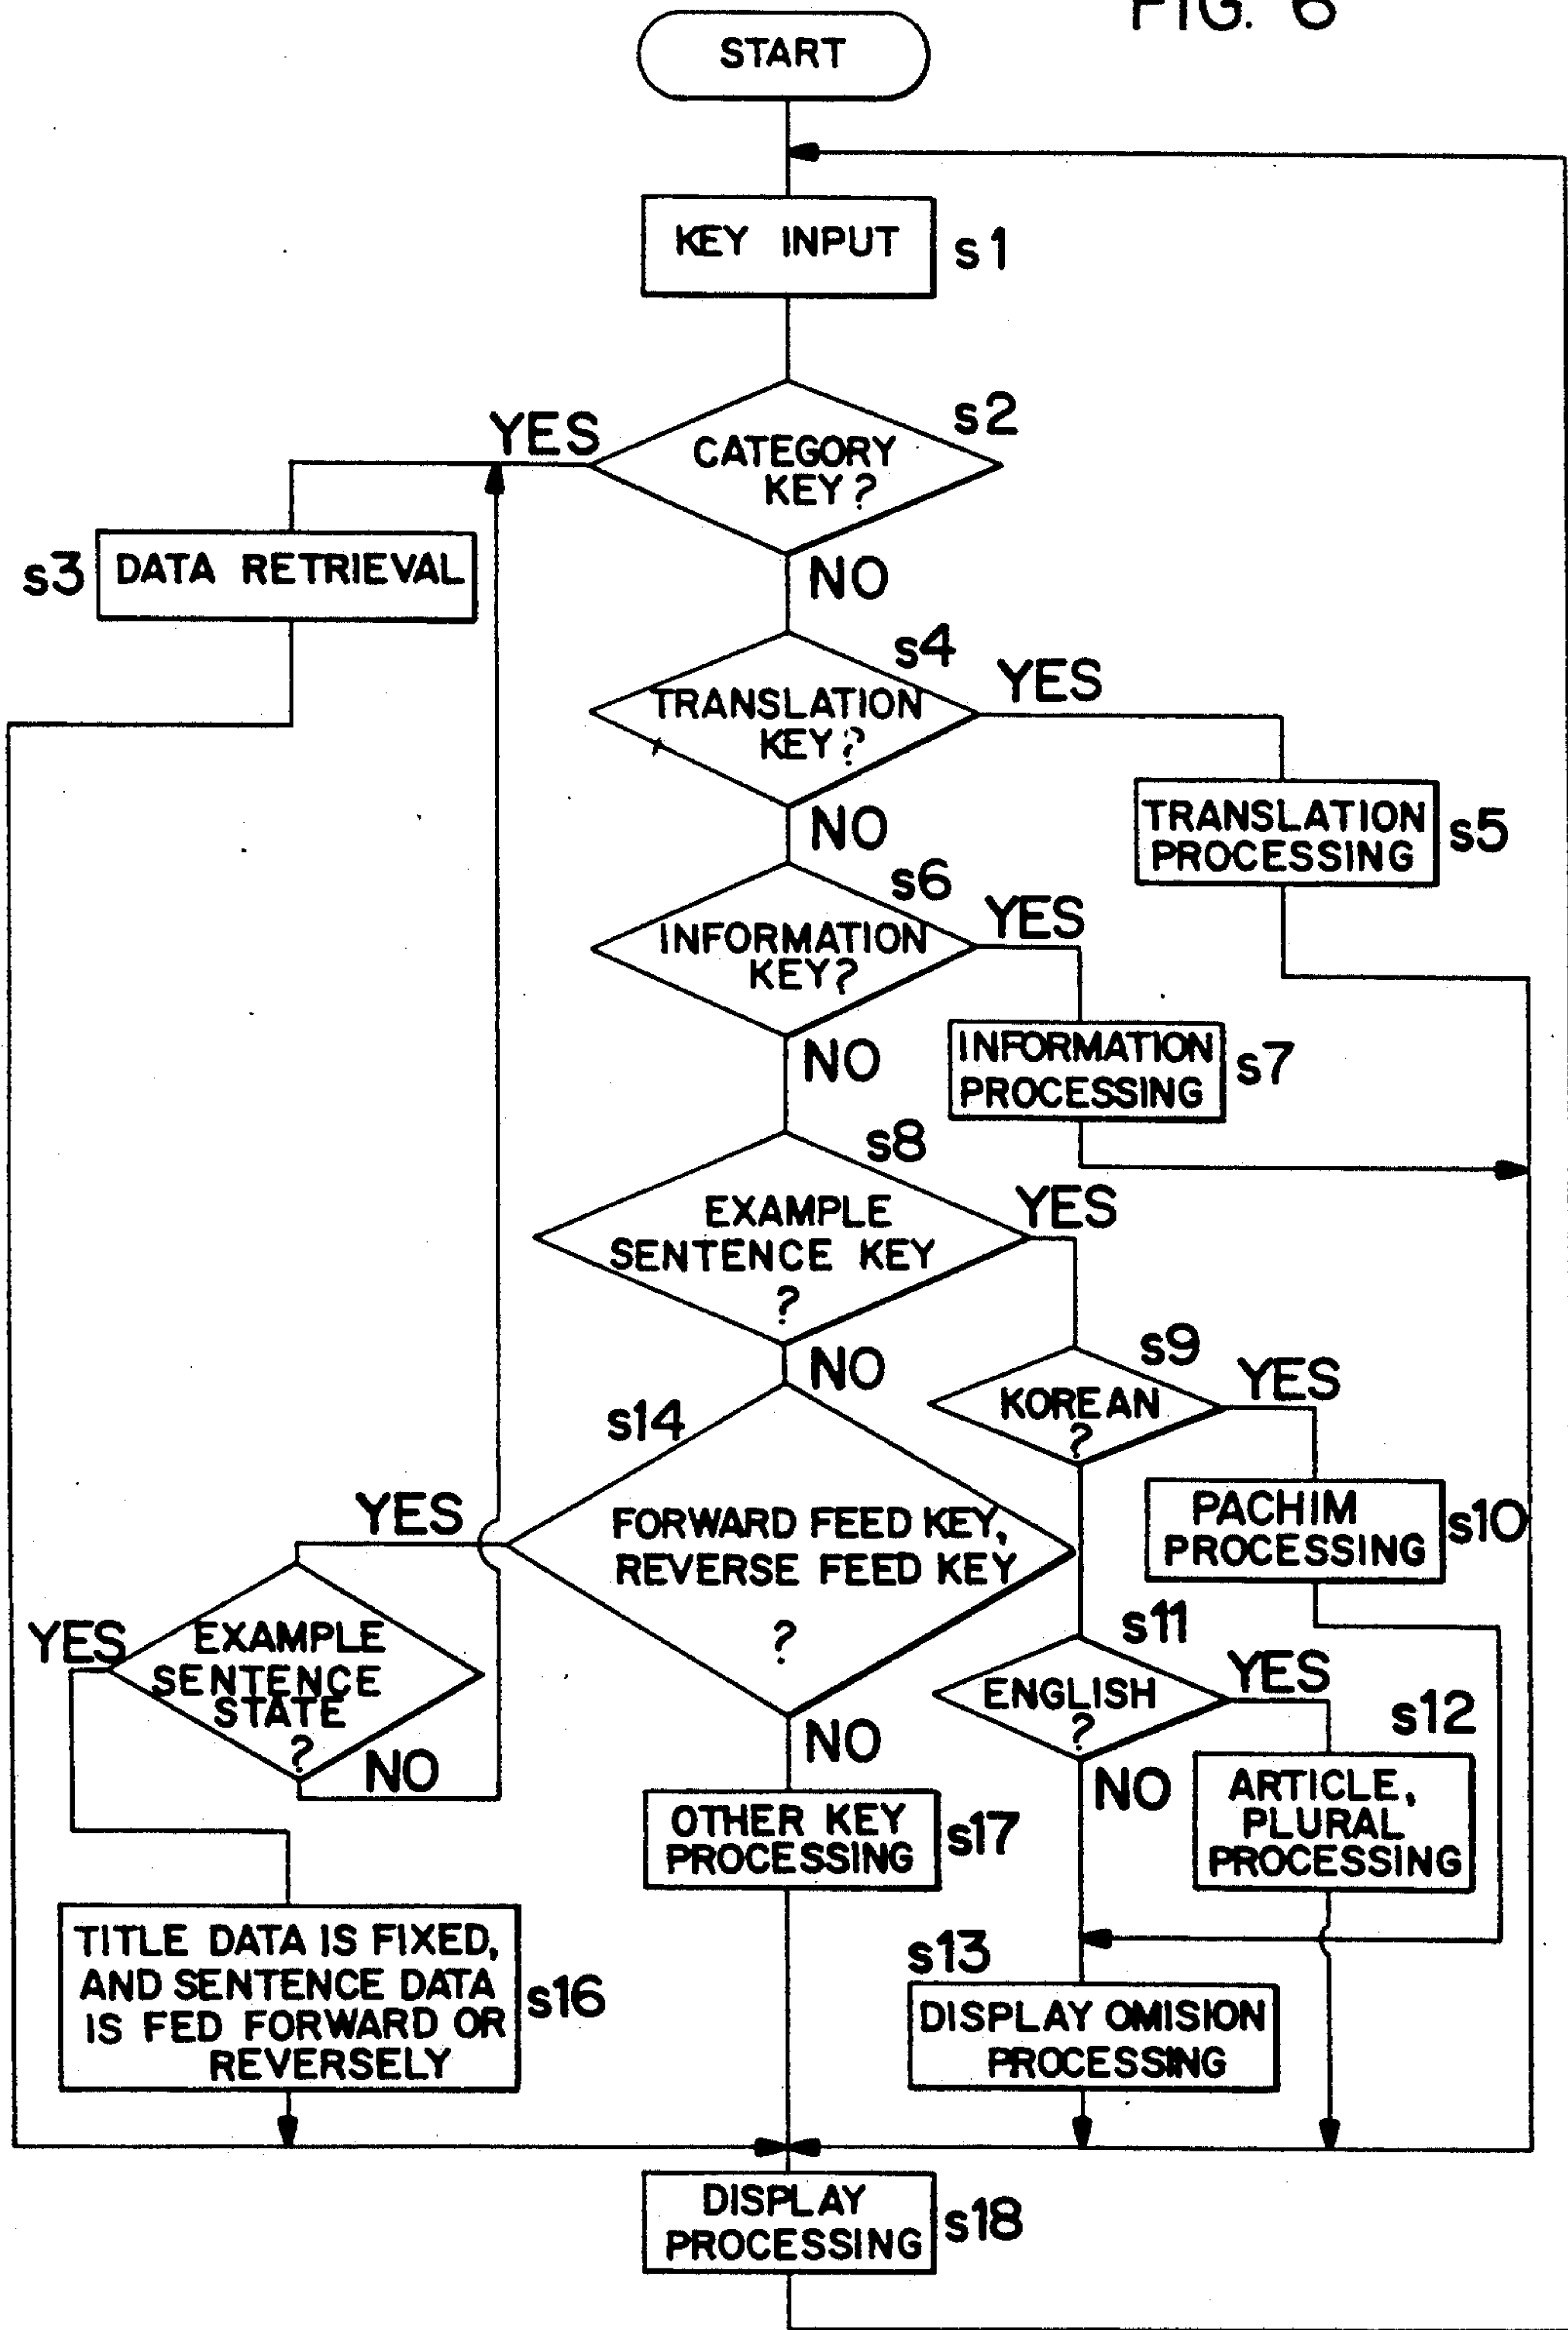 FIG. 6
START
KEY INPUT
s1
s2
YES
CATEGORY
KEY?
NO
s3
DATA RETRIEVAL
s4
YES
TRANSLATION
KEY?
NO
TRANSLATION
PROCESSING
s5
s6
YES
INFORMATION
KEY?
NO
INFORMATION
PROCESSING
s7
s8
YES
EXAMPLE
SENTENCE KEY
?
NO
s9
YES
KOREAN
?
s14
YES
FORWARD FEED KEY,
REVERSE FEED KEY
?
NO
PACHIM
PROCESSING
s10
YES
EXAMPLE
SENTENCE
STATE
?
NO
s11
YES
ENGLISH
?
NO
s12
ARTICLE,
PLURAL
PROCESSING
OTHER KEY
PROCESSING
s17
TITLE DATA IS FIXED,
AND SENTENCE DATA
IS FED FORWARD OR
REVERSELY
s16
s13
DISPLAY OMISION
PROCESSING
DISPLAY
PROCESSING
s18